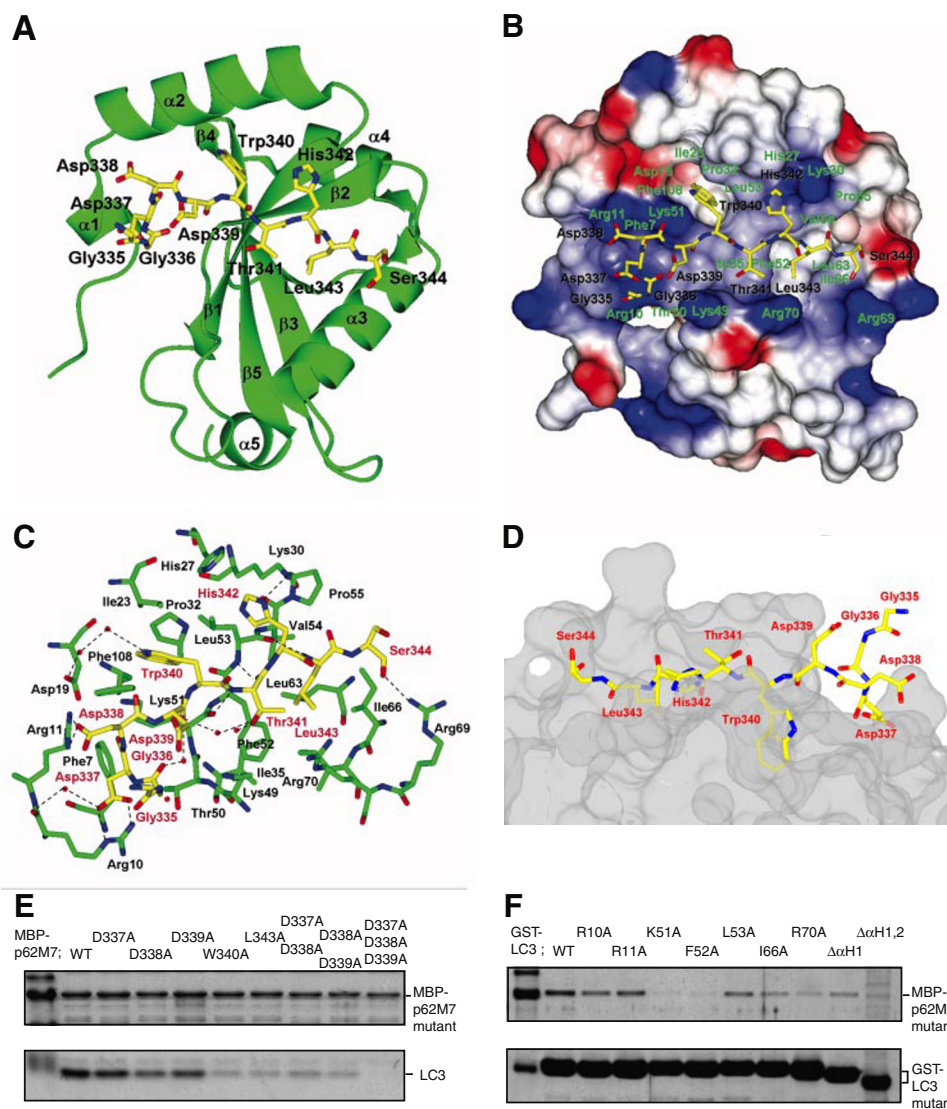 A
α2
β4
Trp340
α4
His342
β2
Asp338
Asp337
α1
Asp339
Gly335
Gly336
Thr341
Leu343
Ser344
β1
β3
α3
β5
α5
B
His27
His342
Lys30
Phe108
Trp340
Arg11
Lys51
Phe7
Asp338
Ser344
Asp337
Asp339
Phe52
Leu63
Gly335
Gly336
Thr341
Leu343
Arg10
Lys49
Arg70
Arg69
C
Lys30
His27
His342
Pro55
Ile23
Pro32
Val54
Leu53
Ser344
Phe108
Trp340
Leu63
Asp19
Lys51
Ile66
Asp338
Thr341
Arg69
Arg11
Asp339
Leu343
Phe52
Gly336
Phe7
Asp337
Ile35
Arg70
Lys49
Gly335
Thr50
Arg10
D
Gly335
Asp339
Gly336
Ser344
Thr341
Asp338
Leu343
His342
Trp340
Asp337
E
MBP-
p62M7;
WT
D337A
D338A
D339A
W340A
L343A
D337A
D338A
D338A
D339A
D337A
D338A
D339A
MBP-
p62M7
mutant
LC3
F
GST-
LC3 ;
WT
R10A
R11A
K51A
F52A
L53A
I66A
R70A
ΔαH1
ΔαH1,2
MBP-
p62M
mutar
GST-
LC3
mutar